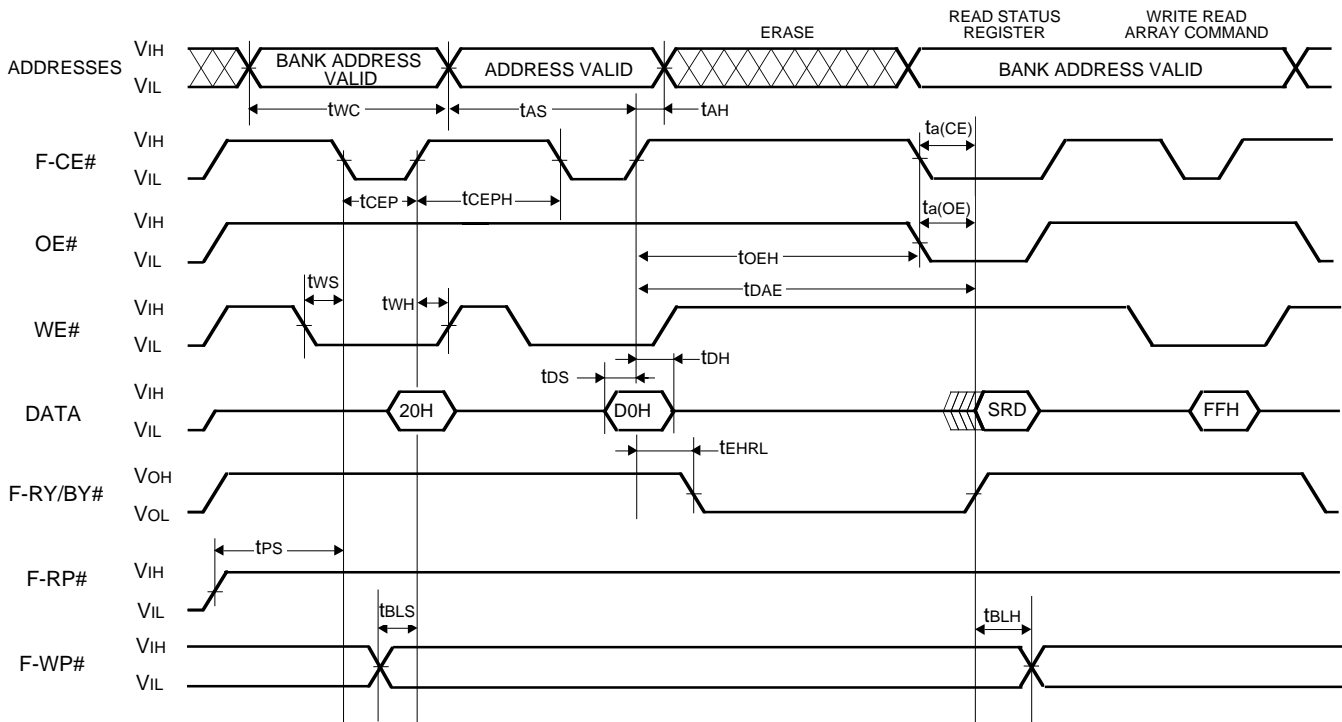 ERASE
READ STATUS
REGISTER
WRITE READ
ARRAY COMMAND
ADDRESSES
VIH
VIL
BANK ADDRESS
VALID
ADDRESS VALID
BANK ADDRESS VALID
tWC
tAS
tAH
F-CE#
VIH
VIL
tCEP
tCEPH
ta(CE)
OE#
VIH
VIL
ta(OE)
tOEH
tDAE
WE#
VIH
VIL
tWS
tWH
DATA
VIH
VIL
20H
tDS
D0H
tDH
SRD
FFH
tEHRL
F-RY/BY#
VOH
VOL
F-RP#
VIH
VIL
tPS
F-WP#
VIH
VIL
tBLS
tBLH